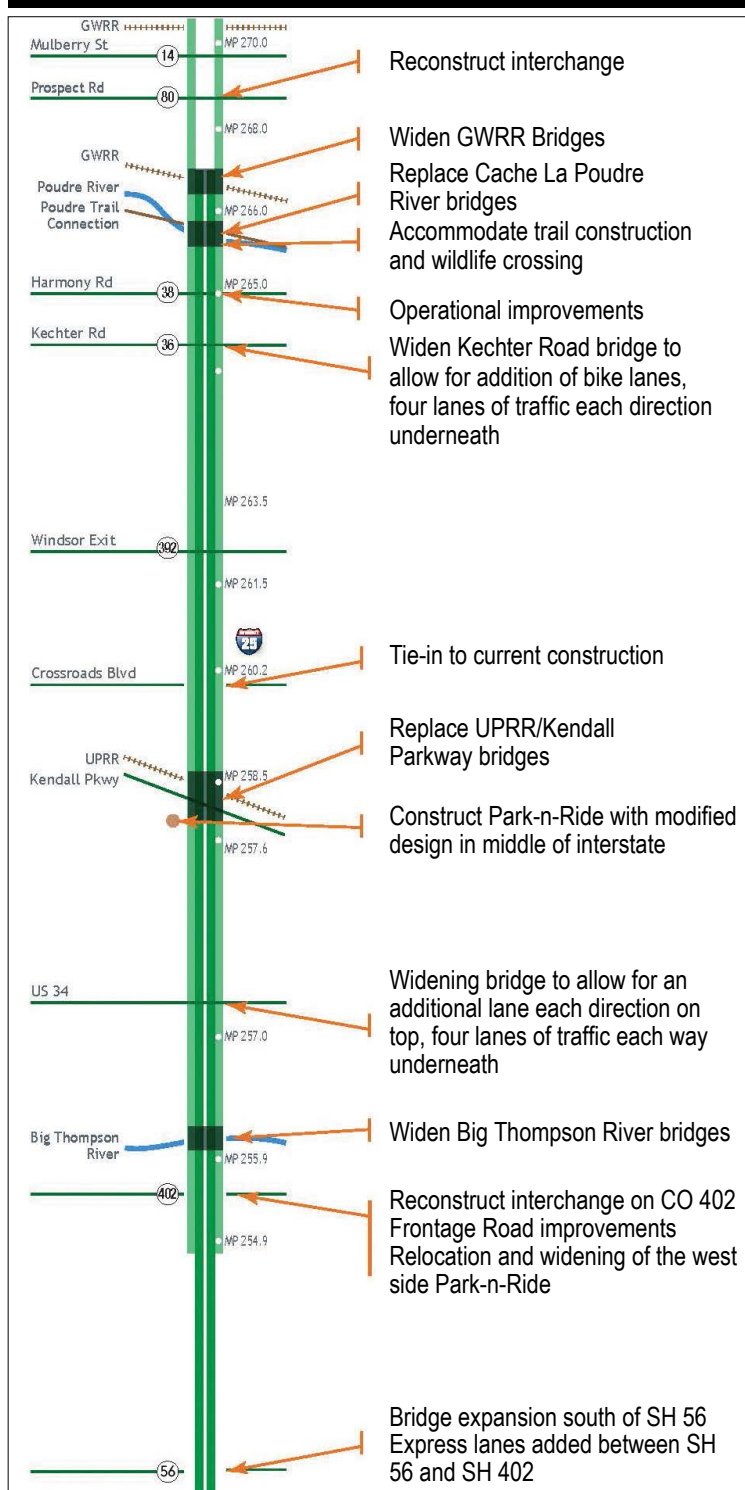 GWRR
MP 270.0
Mulberry St
14
Reconstruct interchange
Prospect Rd
80
MP 268.0
Widen GWRR Bridges
GWRR
Replace Cache La Poudre
River bridges
Poudre River
MP 266.0
Poudre Trail
Connection
Accommodate trail construction
and wildlife crossing
Harmony Rd
38
MP 265.0
Operational improvements
Kechter Rd
36
Widen Kechter Road bridge to
allow for addition of bike lanes,
four lanes of traffic each direction
underneath
MP 263.5
Windsor Exit
392
MP 261.5
25
Crossroads Blvd
MP 260.2
Tie-in to current construction
UPRR
Kendall Pkwy
MP 258.5
Replace UPRR/Kendall
Parkway bridges
Construct Park-n-Ride with modified
design in middle of interstate
MP 257.6
US 34
Widening bridge to allow for an
additional lane each direction on
top, four lanes of traffic each way
underneath
MP 257.0
Big Thompson
River
Widen Big Thompson River bridges
MP 255.9
402
Reconstruct interchange on CO 402
Frontage Road improvements
Relocation and widening of the west
side Park-n-Ride
MP 254.9
Bridge expansion south of SH 56
Express lanes added between SH
56 and SH 402
56